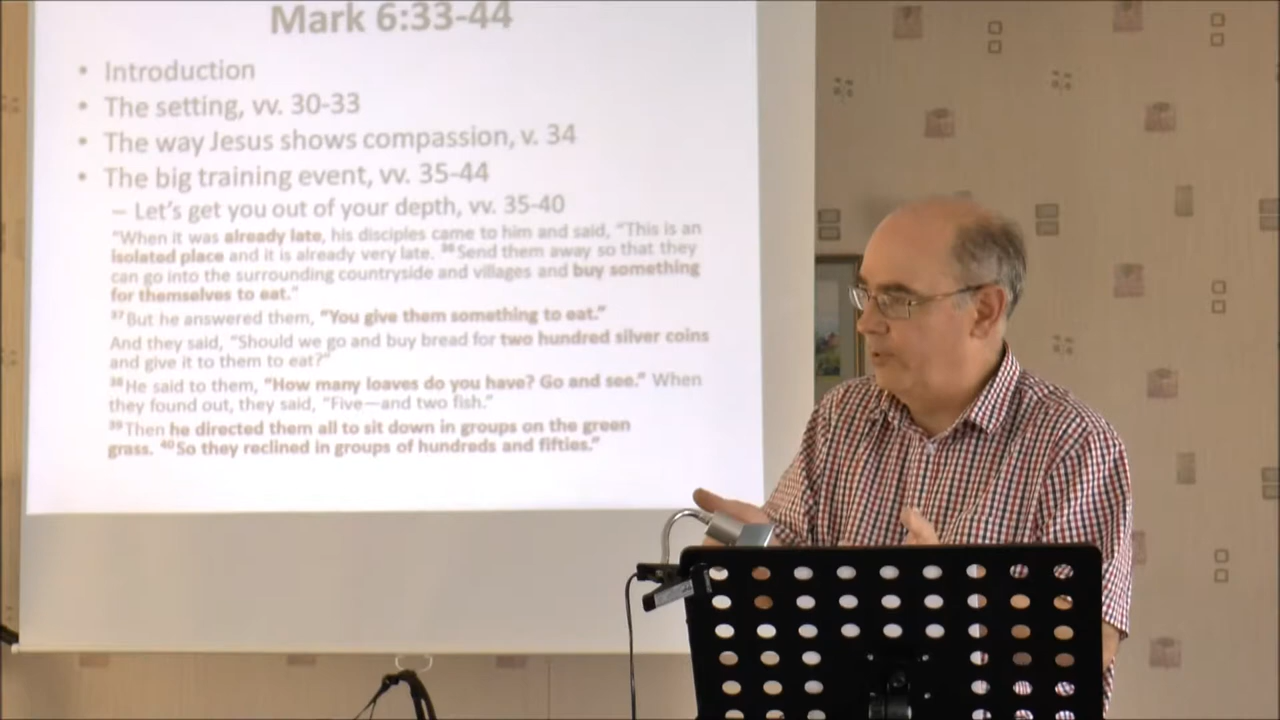 Mark 6:33-44
• Introduction
• The setting, vv. 30-33
• The way Jesus shows compassion, v. 34
• The big training event, vv. 35-44
– Let's get you out of your depth, vv. 35-40
"When it was already late, his disciples came to him and said, "This is an
isolated place and it is already very late. 36 Send them away so that they
can go into the surrounding countryside and villages and buy something
for themselves to eat."
37 But he answered them, "You give them something to eat."
And they said, "Should we go and buy bread for two hundred silver coins
and give it to them to eat?"
38 He said to them, "How many loaves do you have? Go and see." When
they found out, they said, "Five—and two fish."
39 Then he directed them all to sit down in groups on the green
grass. 40 So they reclined in groups of hundreds and fifties."